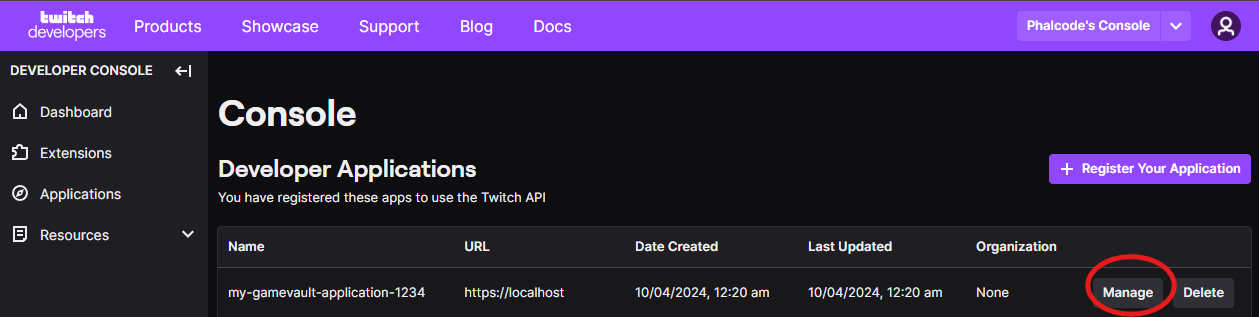 twitch
developers
Products
Showcase
Support
Blog
Docs
Phalcode's Console
DEVELOPER CONSOLE
Dashboard
Extensions
Applications
Resources
Console
Developer Applications
Register Your Application
You have registered these apps to use the Twitch API
Name URL Date Created Last Updated Organization
my-gamevault-application-1234 https://localhost 10/04/2024, 12:20 am 10/04/2024, 12:20 am None Manage Delete